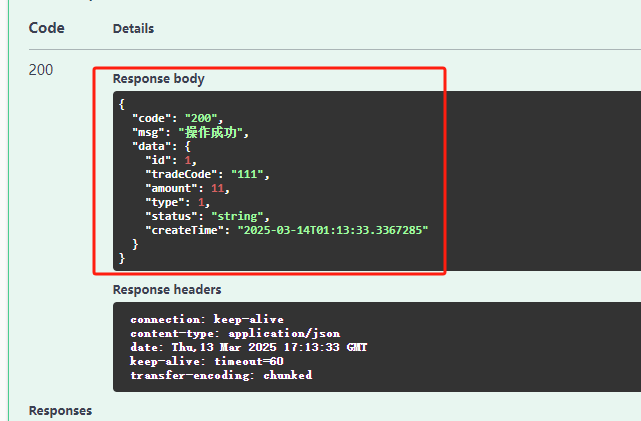 Code
Details
200
Response body
{
"code": "200",
"msg": "操作成功",
"data": {
"id": 1,
"tradeCode": "111",
"amount": 11,
"type": 1,
"status": "string",
"createTime": "2025-03-14T01:13:33.3367285"
}
}
Response headers
connection: keep-alive
content-type: application/json
date: Thu,13 Mar 2025 17:13:33 GMT
keep-alive: timeout=60
transfer-encoding: chunked
Responses